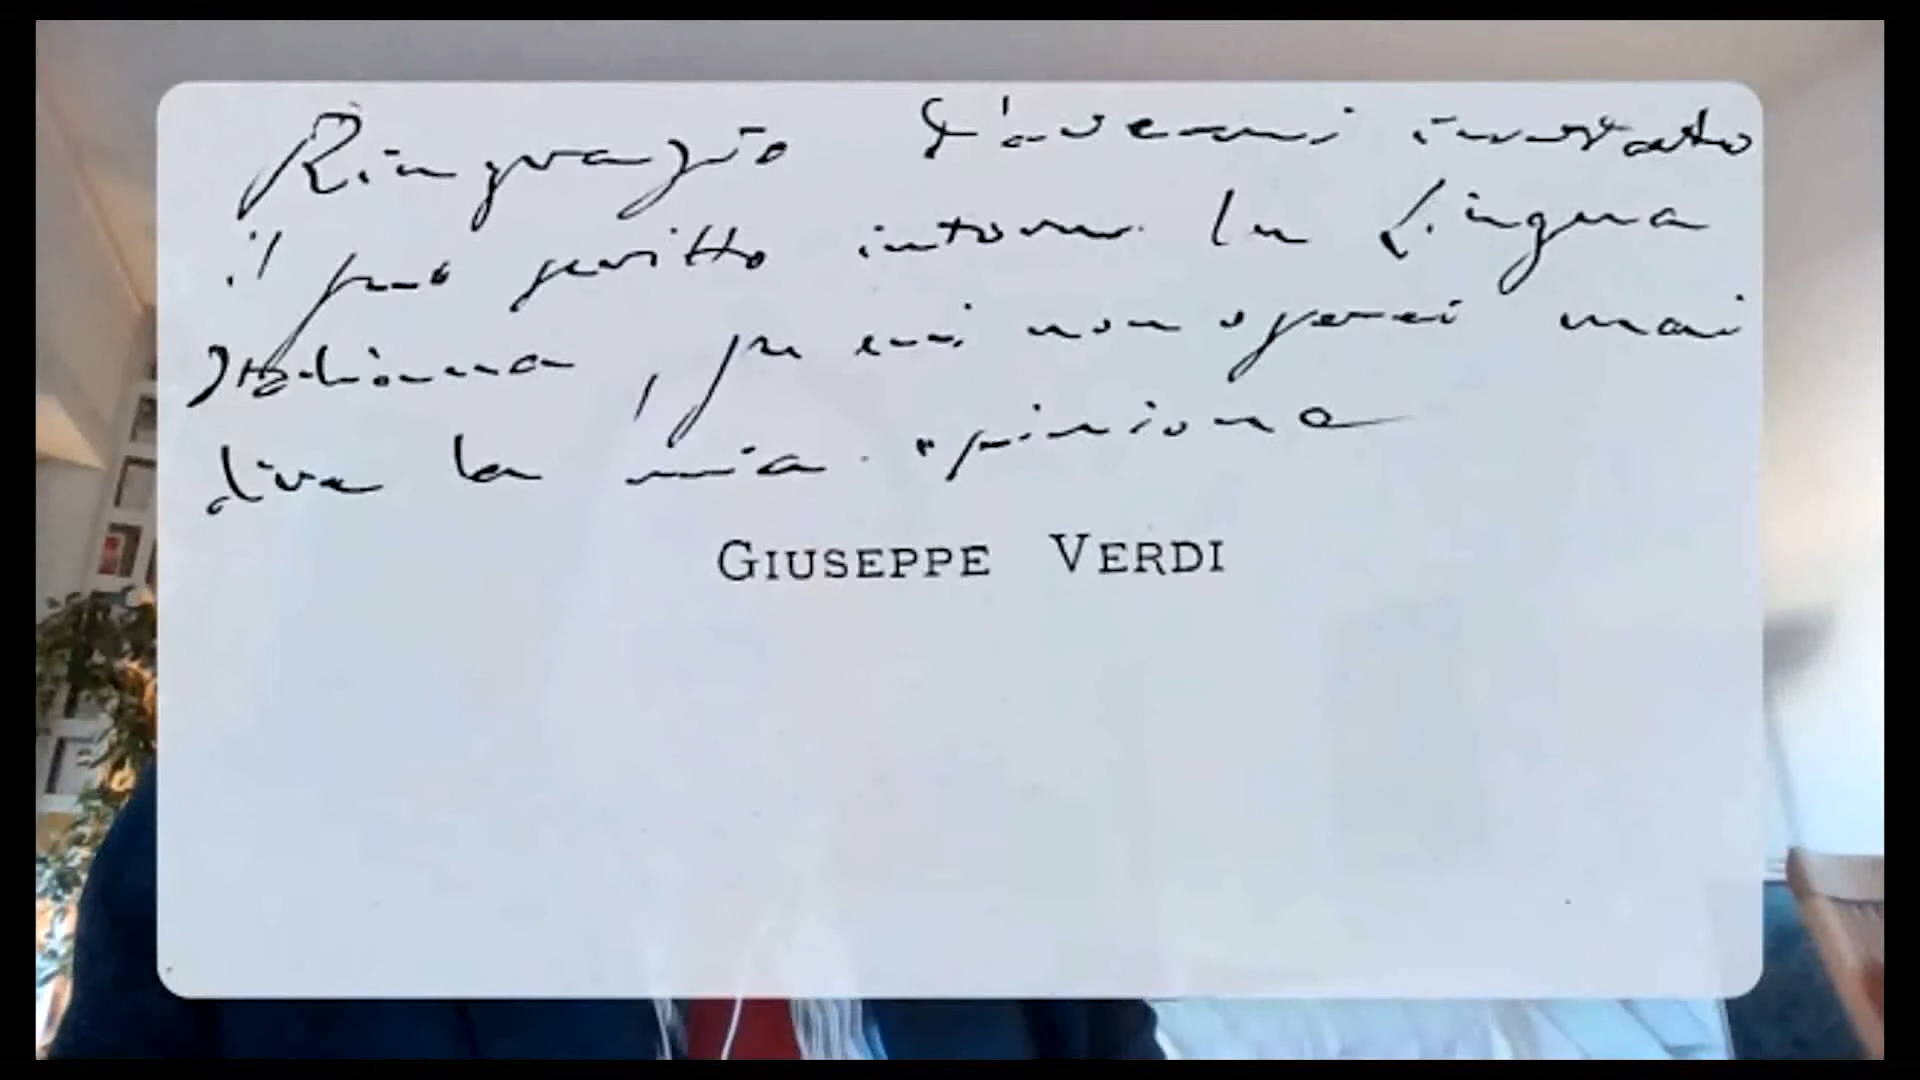 Ringrazio d'avermi inviato
il suo scritto intorno la Lingua
Italiana, su cui non oserei mai
dire la mia opinione
GIUSEPPE VERDI